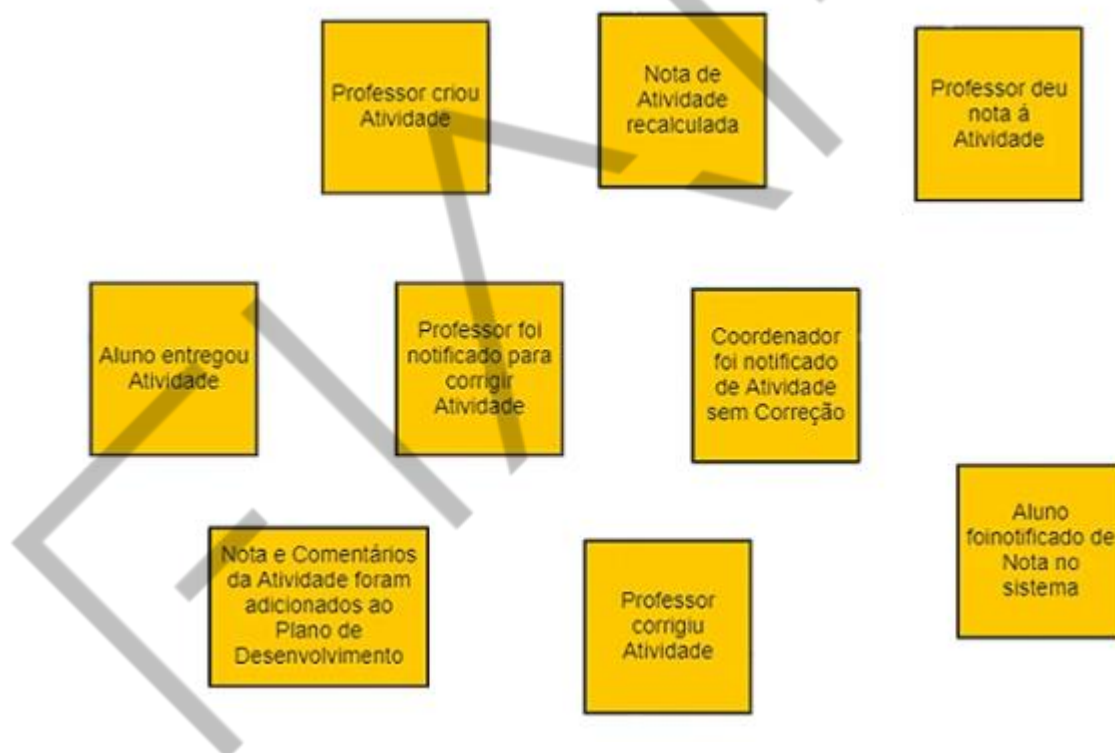 Professor criou
Atividade
Nota de
Atividade
recalculada
Professor deu
nota á
Atividade
Aluno entregou
Atividade
Professor foi
notificado para
corrigir
Atividade
Coordenador
foi notificado
de Atividade
sem Correção
Aluno
foinotificado de
Nota no
sistema
Nota e Comentários
da Atividade foram
adicionados ao
Plano de
Desenvolvimento
Professor
corrigiu
Atividade